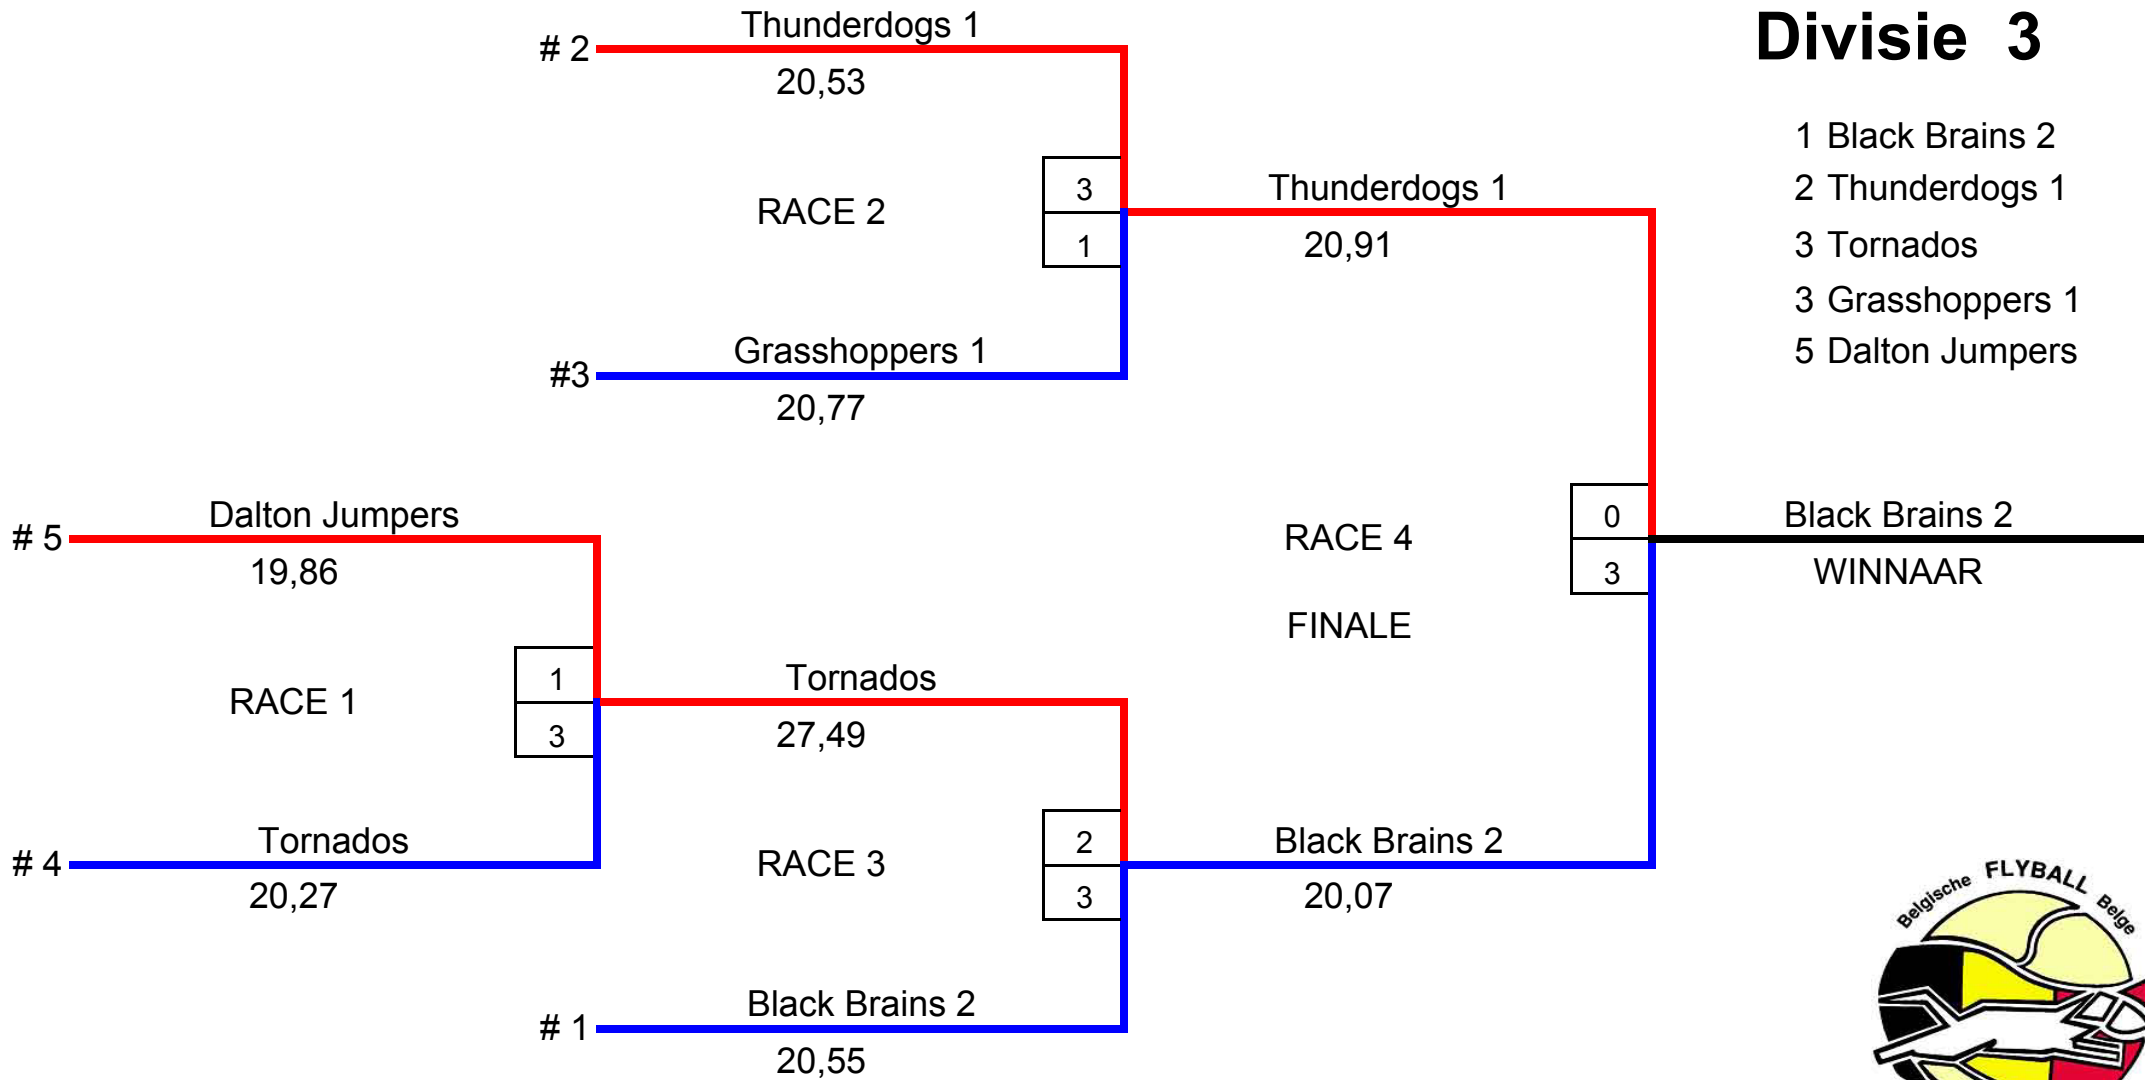 Divisie 3
1 Black Brains 2
2 Thunderdogs 1
3 Tornados
3 Grasshoppers 1
5 Dalton Jumpers
# 2
Thunderdogs 1
20,53
RACE 2
3
1
#3
Grasshoppers 1
20,77
Thunderdogs 1
20,91
# 5
Dalton Jumpers
19,86
RACE 1
1
3
# 4
Tornados
20,27
Tornados
27,49
RACE 3
2
3
# 1
Black Brains 2
20,55
Black Brains 2
20,07
RACE 4
FINALE
0
3
Black Brains 2
WINNAAR
Belgische FLYBALL Belge